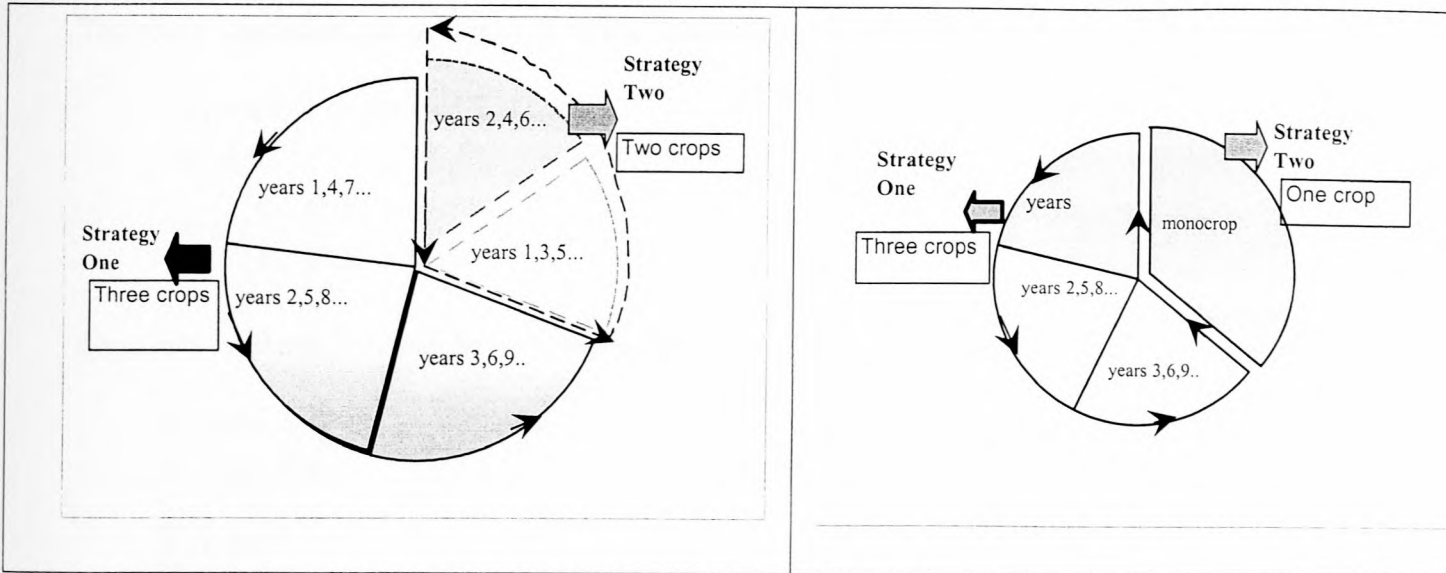 Strategy
Two
years 2,4,6...
Two crops
years 1,4,7...
years 1,3,5...
Strategy
One
Three crops
years 2,5,8...
years 3,6,9..
Strategy
Two
One crop
Strategy
One
years
monocrop
Three crops
years 2,5,8...
years 3,6,9..